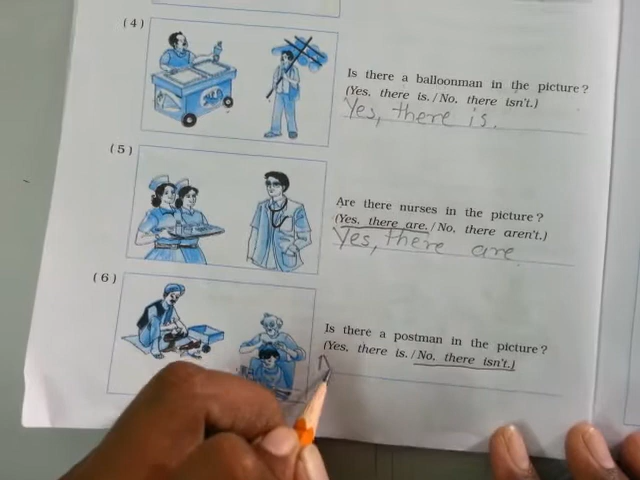 (4)
Is there a balloonman in the picture?
(Yes, there is./No, there isn't.)
Yes, there is.
(5)
Are there nurses in the picture?
(Yes, there are./No, there aren't.)
Yes, there are
(6)
Is there a postman in the picture?
(Yes, there is./No, there isn't.)